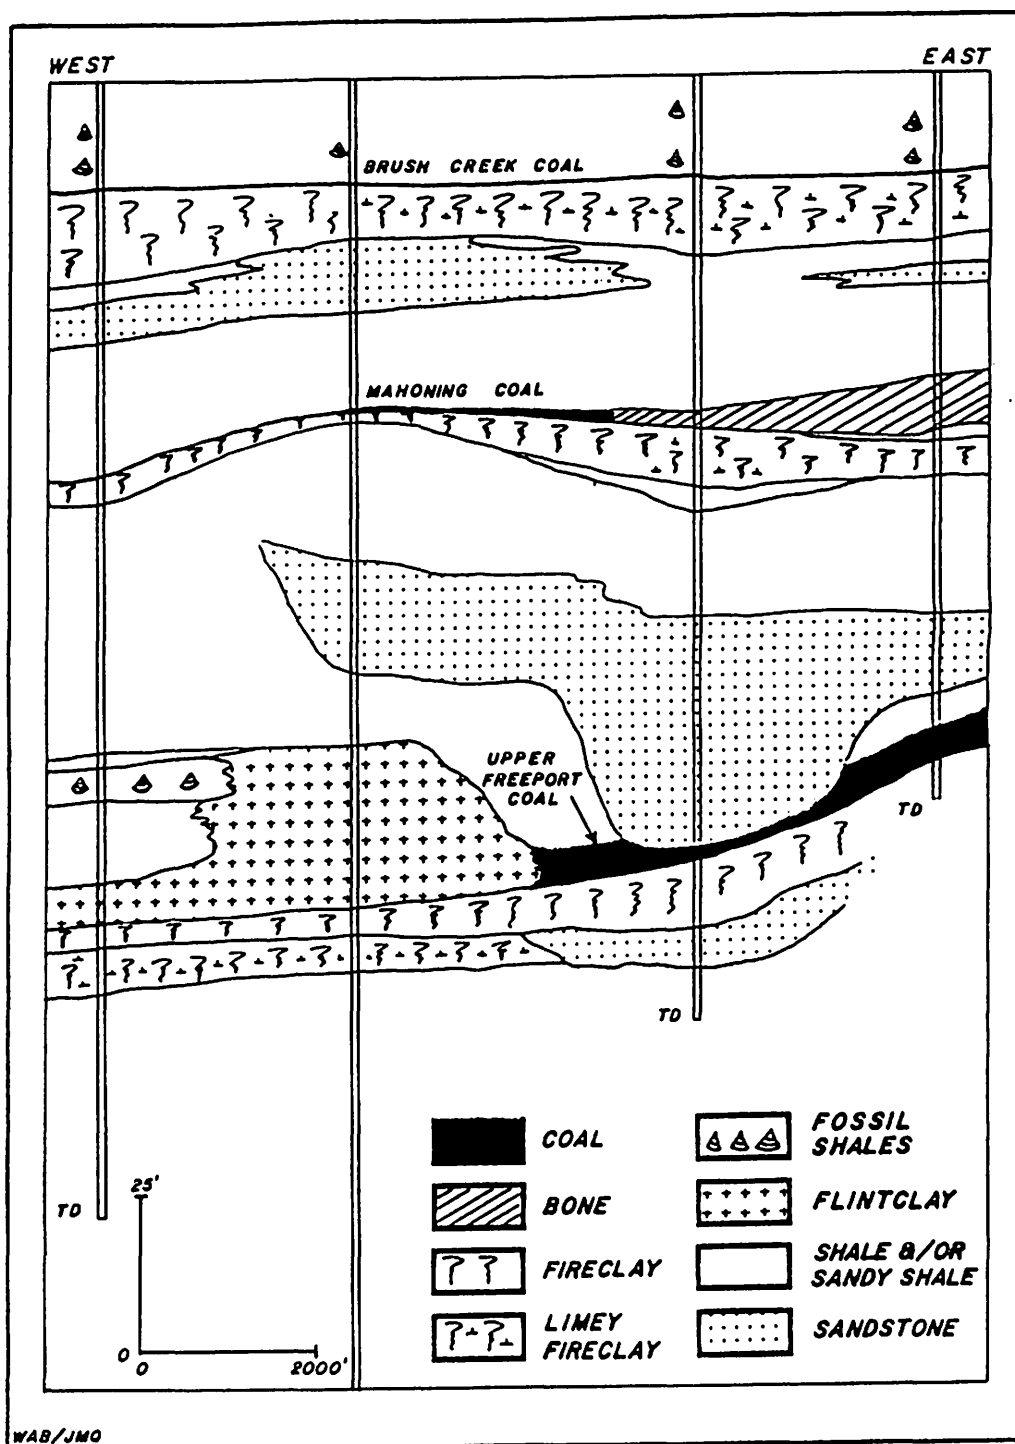 WEST
EAST
BRUSH CREEK COAL
MAHONING COAL
UPPER
FREEPORT
COAL
TD
TD
TD
25'
0
0
2000'
COAL
BONE
FIRECLAY
LIMEY
FIRECLAY
FOSSIL
SHALES
FLINTCLAY
SHALE &/OR
SANDY SHALE
SANDSTONE
WAB/JMO